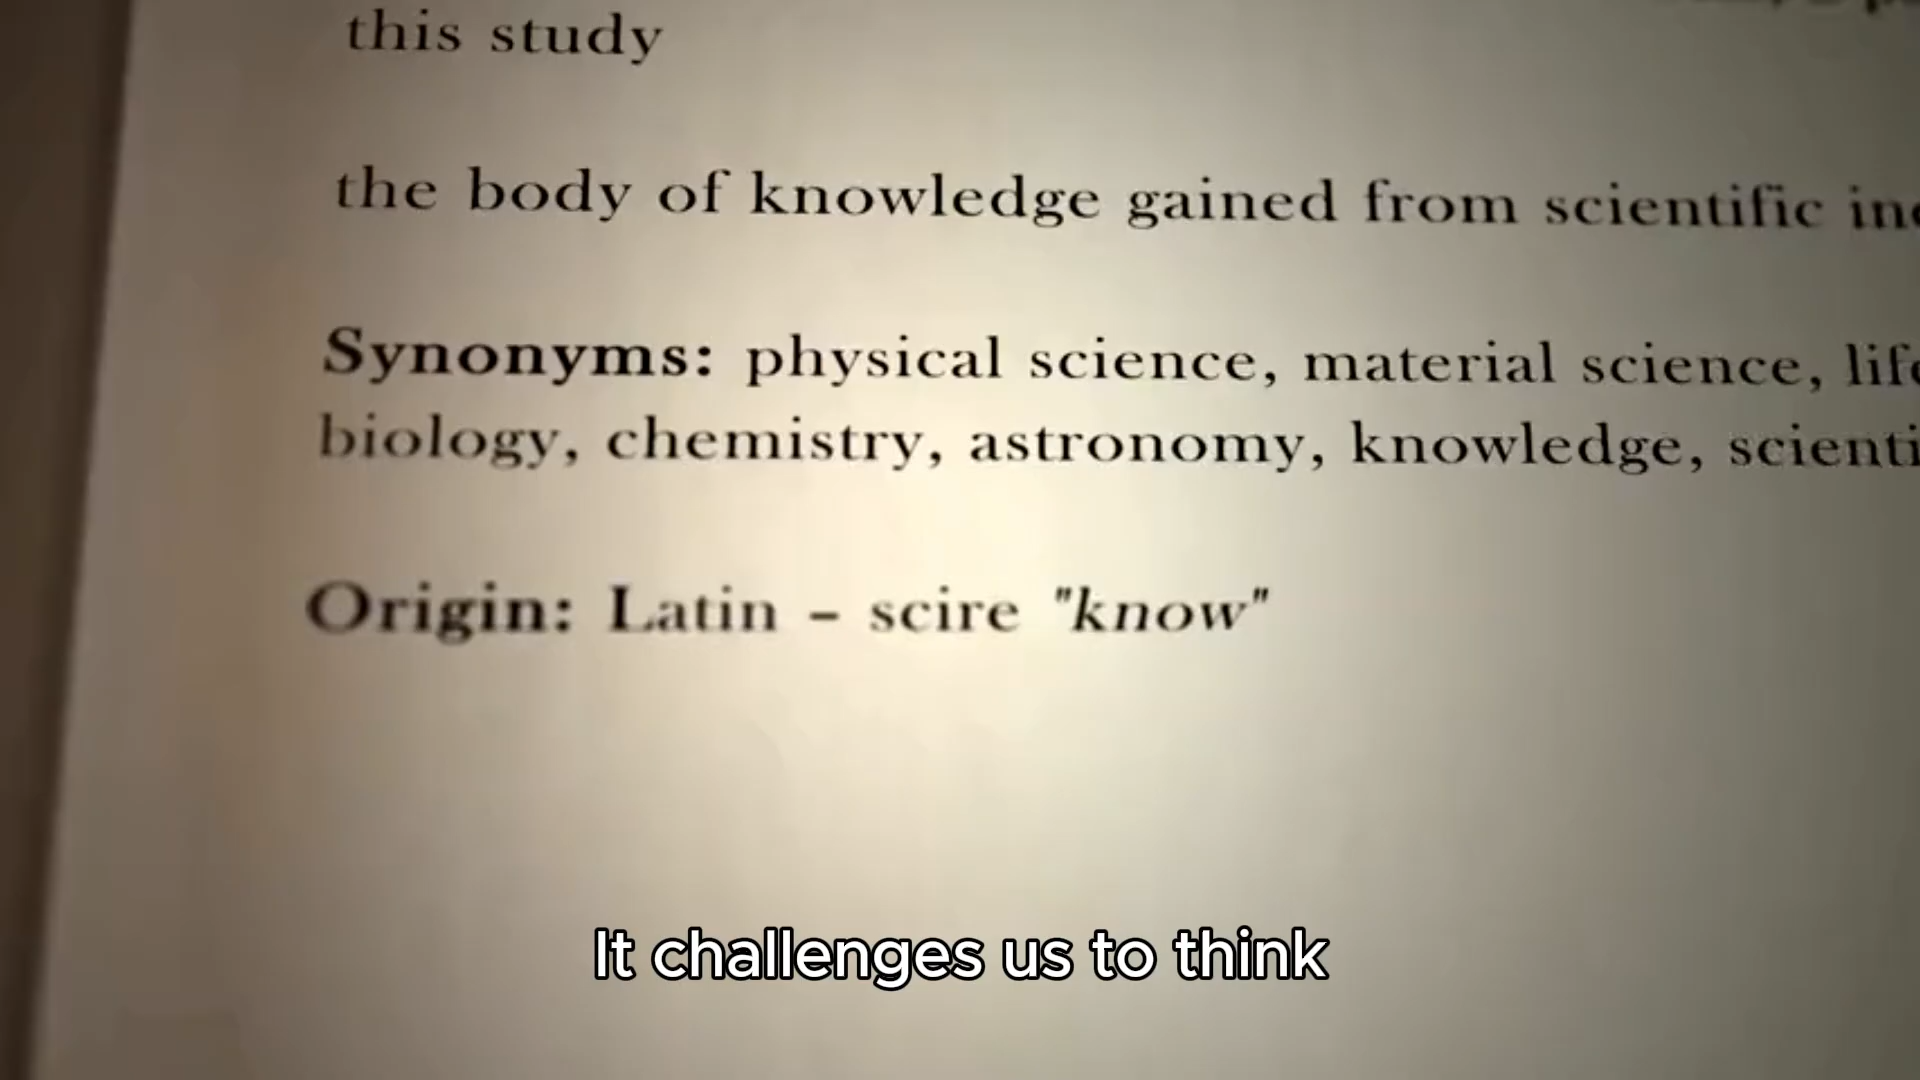 this study
the body of knowledge gained from scientific
Synonyms: physical science, material science,
biology, chemistry, astronomy, knowledge,
Origin: Latin – scire "know"
It challenges us to think